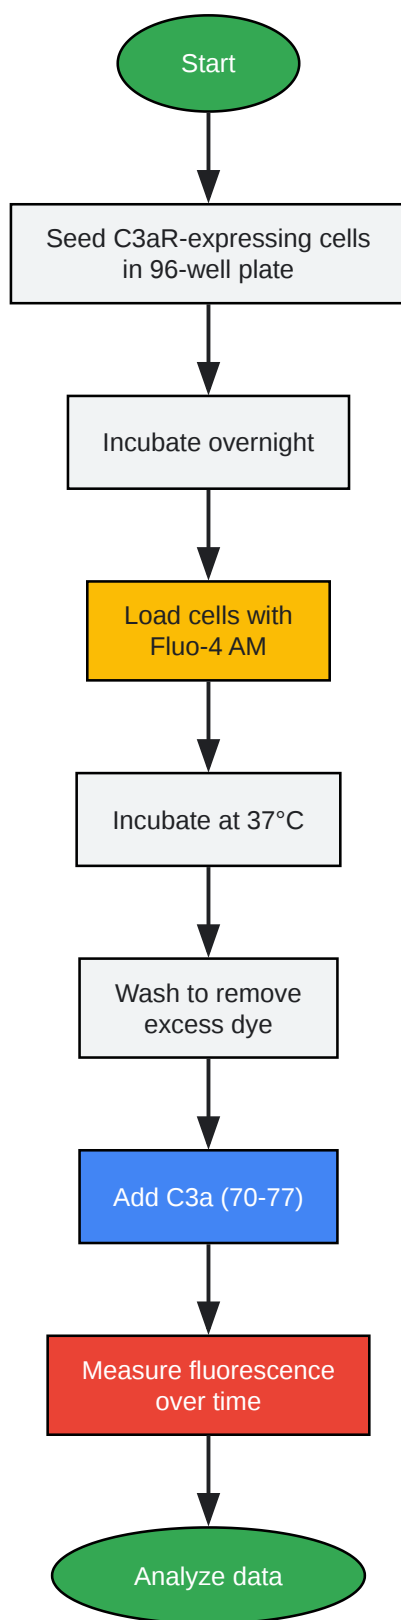 Start
Seed C3aR-expressing cells
in 96-well plate
Incubate overnight
Load cells with
Fluo-4 AM
Incubate at 37°C
Wash to remove
excess dye
Add C3a (70-77)
Measure fluorescence
over time
Analyze data